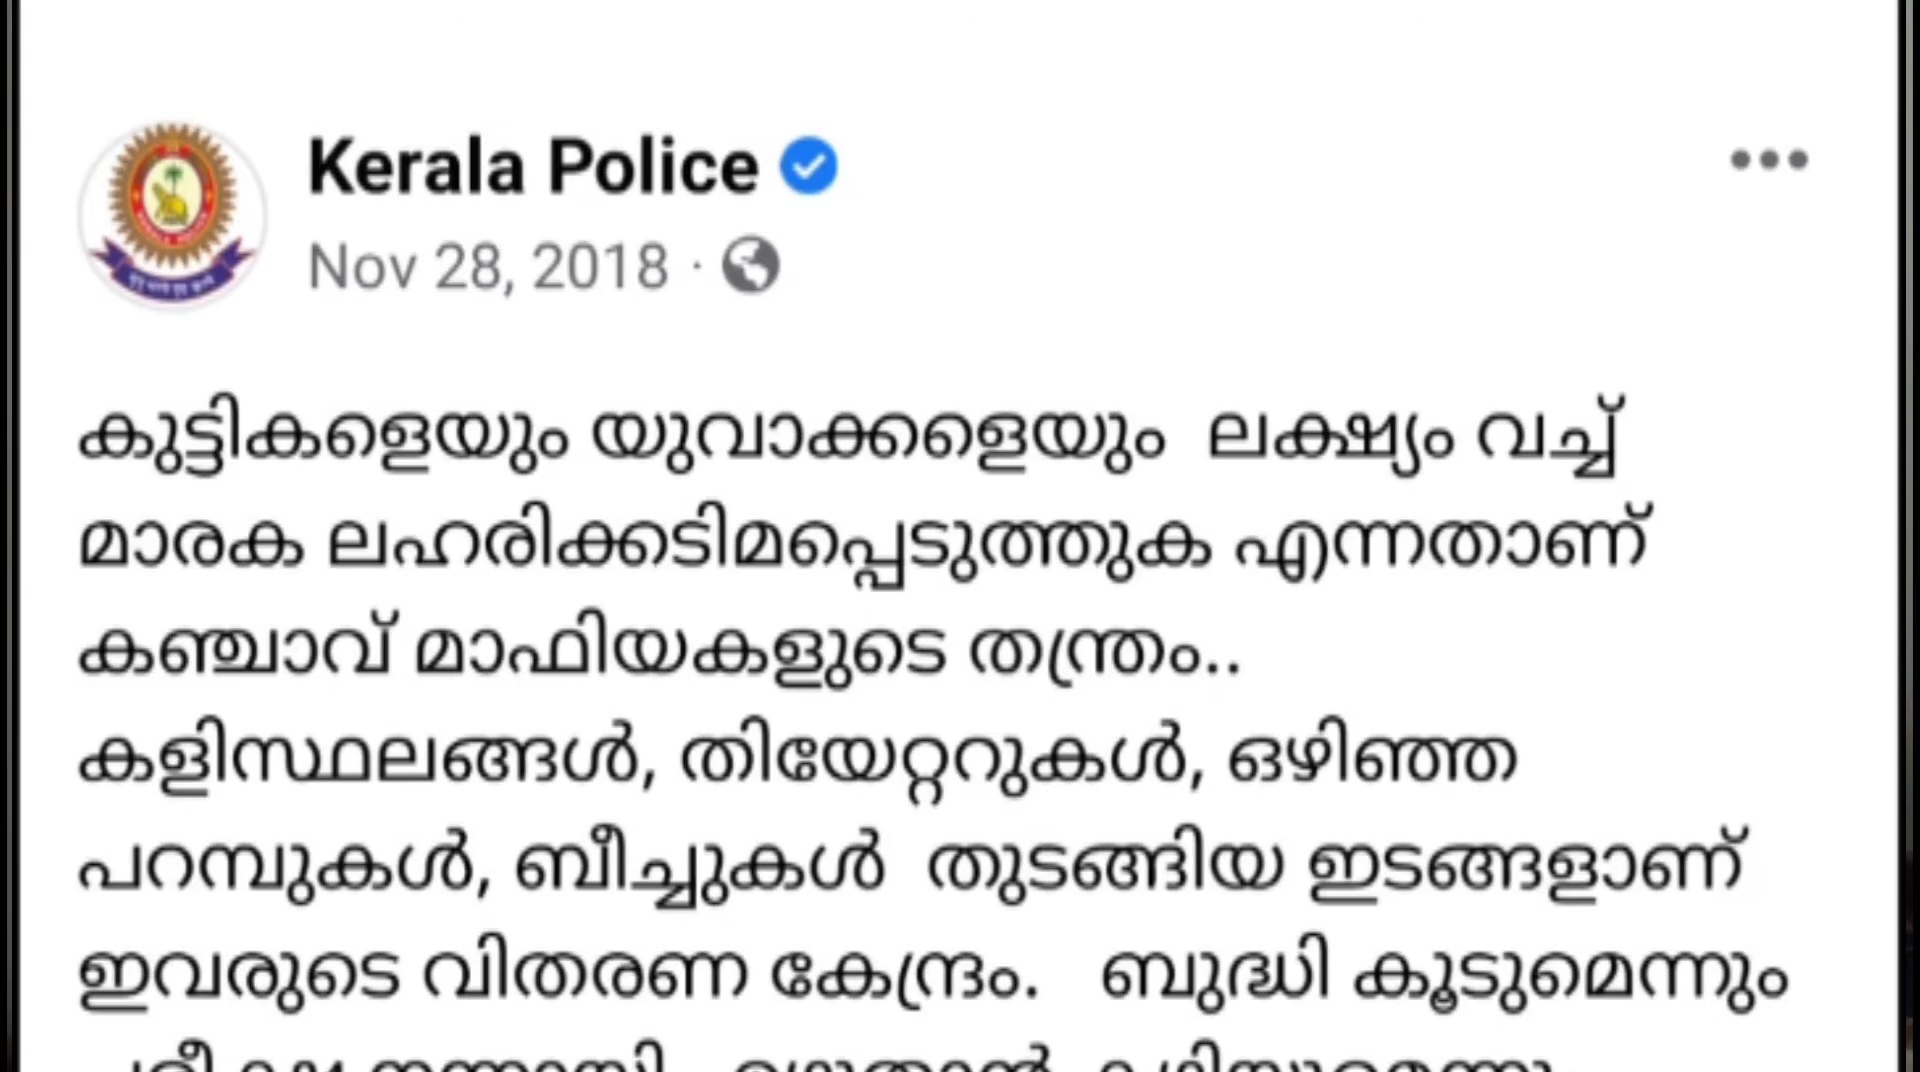 Kerala Police
Nov 28, 2018 ·
കുട്ടികളെയും യുവാക്കളെയും ലക്ഷ്യം വച്ച്
മാരക ലഹരിക്കടിമപ്പെടുത്തുക എന്നതാണ്
കഞ്ചാവ് മാഫിയകളുടെ തന്ത്രം..
കളിസ്ഥലങ്ങൾ, തിയേറ്ററുകൾ, ഒഴിഞ്ഞ
പറമ്പുകൾ, ബീച്ചുകൾ തുടങ്ങിയ ഇടങ്ങളാണ്
ഇവരുടെ വിതരണ കേന്ദ്രം. ബുദ്ധി കൂടുമെന്നും